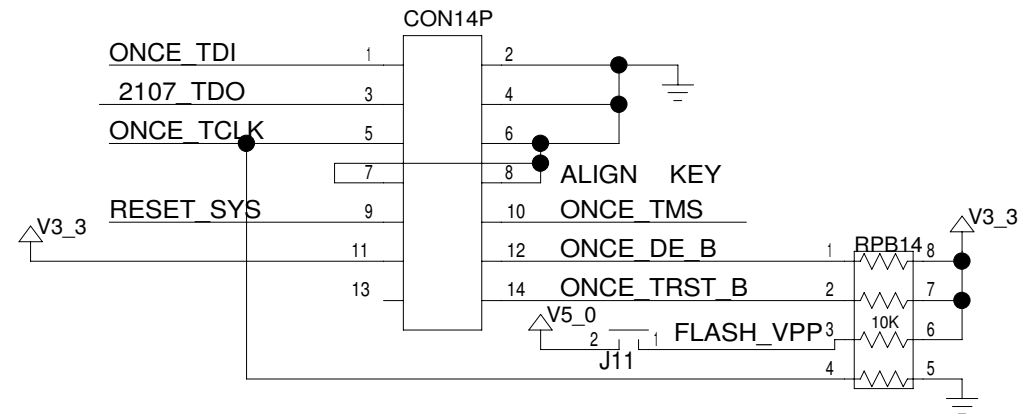 CON14P
ONCE_TDI 1 2
2107_TDO 3 4
ONCE_TCLK 5 6
7 8 ALIGN KEY
RESET_SYS 9 10 ONCE_TMS
V3_3 V3_3
11 12 ONCE_DE_B 1 RPB14 8
13 14 ONCE_TRST_B 2 7
V5_0 10K
2 1 FLASH_VPP 3 6
J11
4 5